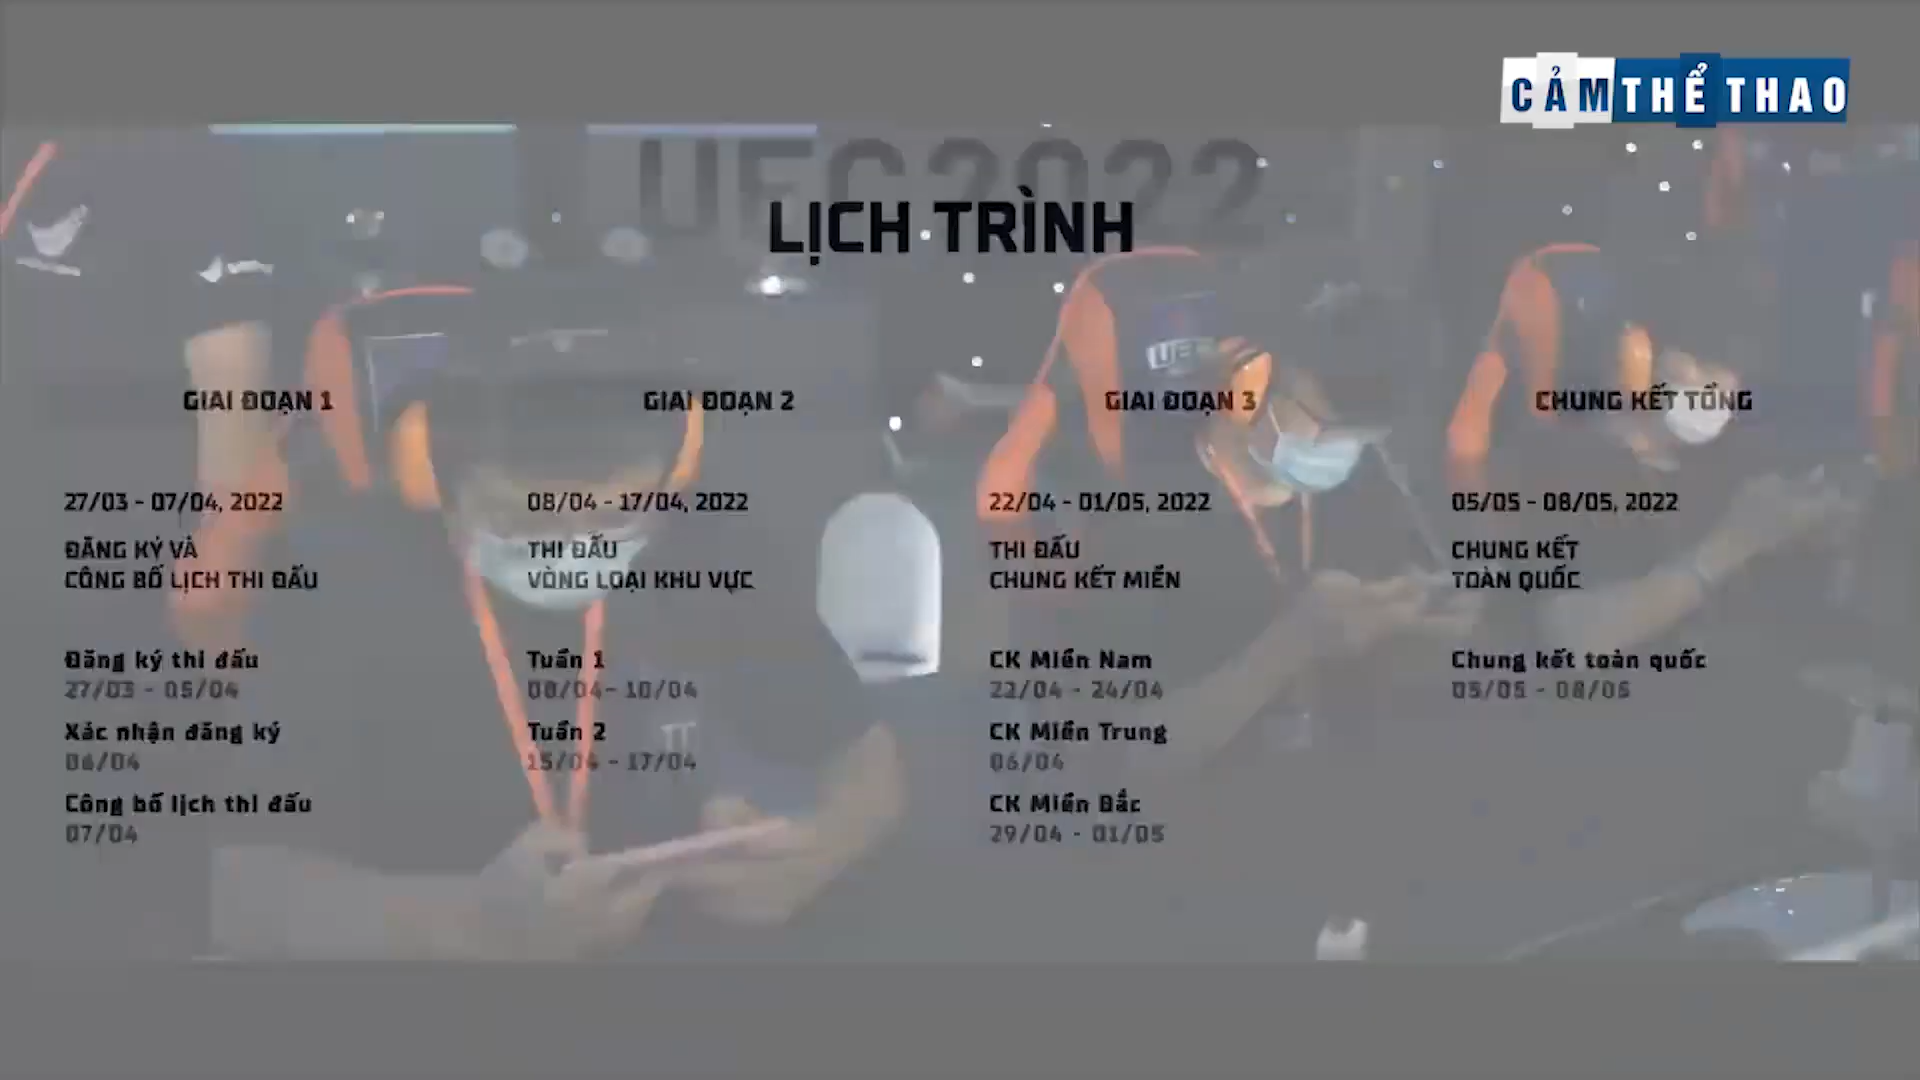 CẢM THỂ THAO
UEC 2022
LỊCH TRÌNH
GIAI ĐOẠN 1
27/03 - 07/04, 2022
ĐĂNG KÝ VÀ
CÔNG BỐ LỊCH THI ĐẤU
Đăng ký thi đấu
27/03 - 05/04
Xác nhận đăng ký
06/04
Công bố lịch thi đấu
07/04
GIAI ĐOẠN 2
08/04 - 17/04, 2022
THI ĐẤU
VÒNG LOẠI KHU VỰC
Tuần 1
08/04- 10/04
Tuần 2
15/04 - 17/04
GIAI ĐOẠN 3
22/04 - 01/05, 2022
THI ĐẤU
CHUNG KẾT MIỀN
CK Miền Nam
22/04 - 24/04
CK Miền Trung
06/04
CK Miền Bắc
29/04 - 01/05
CHUNG KẾT TỔNG
05/05 - 08/05, 2022
CHUNG KẾT
TOÀN QUỐC
Chung kết toàn quốc
05/05 - 08/05